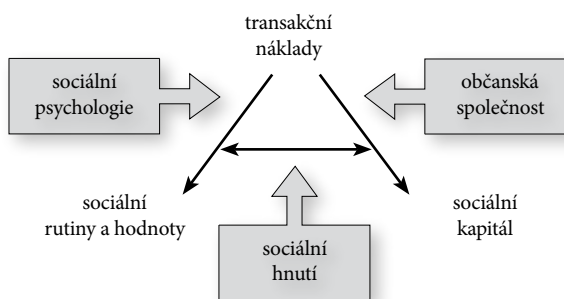 transakční
náklady
sociální
psychologie
občanská
společnost
sociální
rutiny a hodnoty
sociální
kapitál
sociální
hnutí